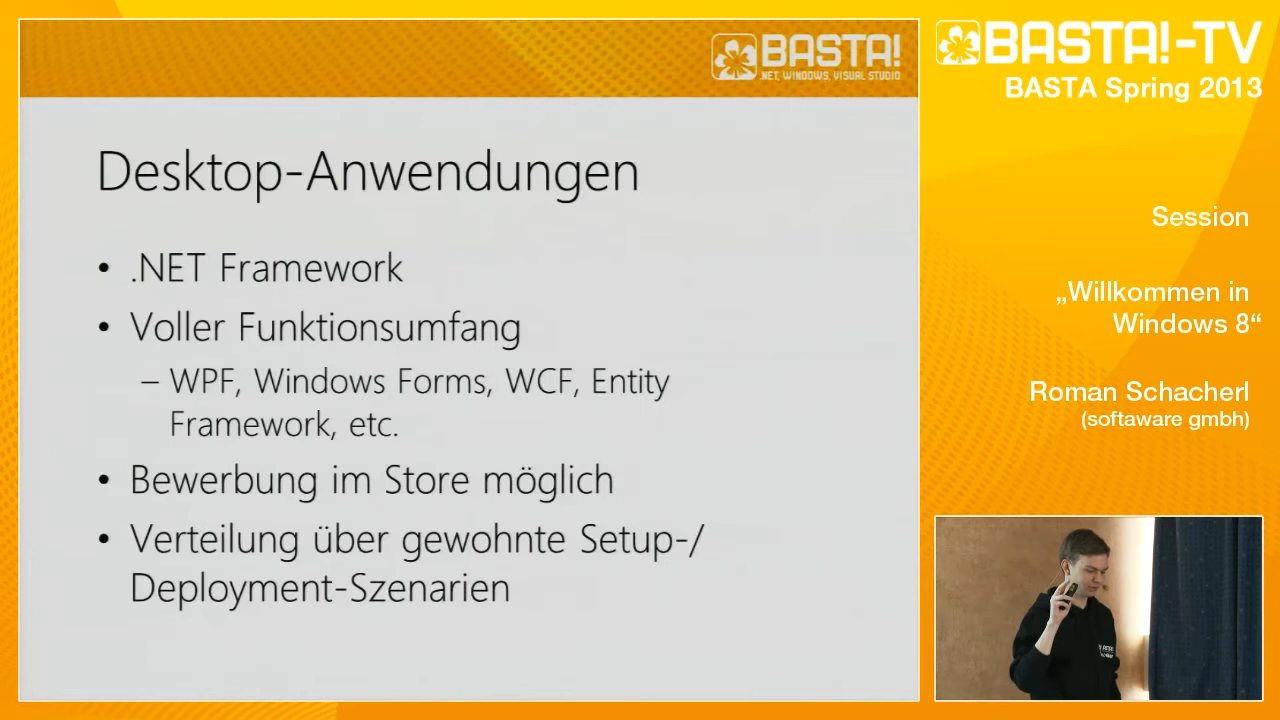 BASTA!
.NET, WINDOWS, VISUAL STUDIO
Desktop-Anwendungen
• .NET Framework
• Voller Funktionsumfang
– WPF, Windows Forms, WCF, Entity
Framework, etc.
• Bewerbung im Store möglich
• Verteilung über gewohnte Setup-/
Deployment-Szenarien
BASTA!-TV
BASTA Spring 2013
Session
„Willkommen in
Windows 8“
Roman Schacherl
(softaware gmbh)